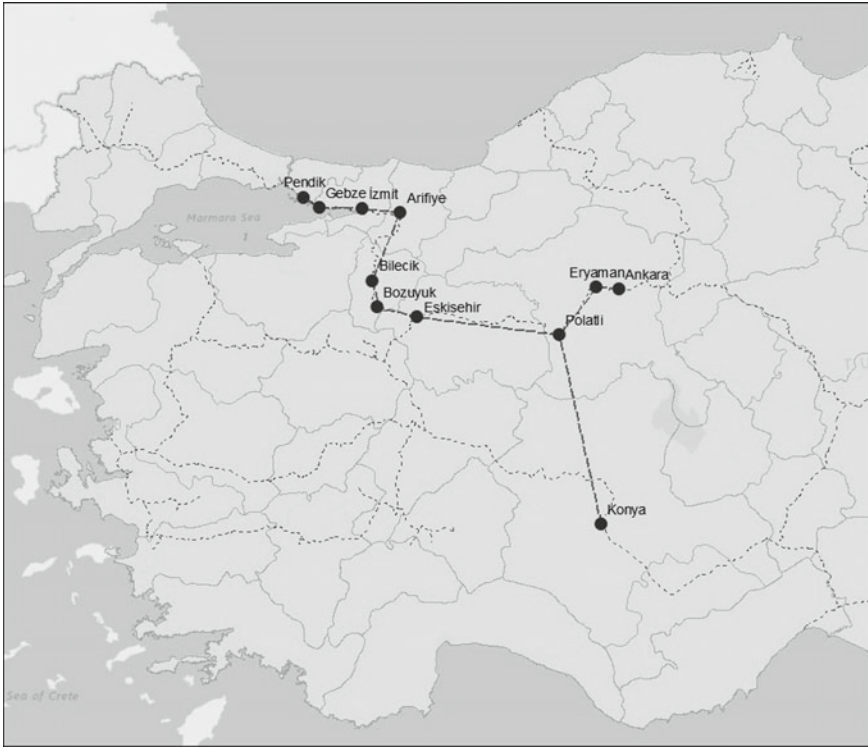 Pendik
Gebze İzmit
Arifiye
Marmara Sea
Bilecik
Bozuyuk
Eskisehir
Eryaman Ankara
Polatli
Konya
Sea of Crete